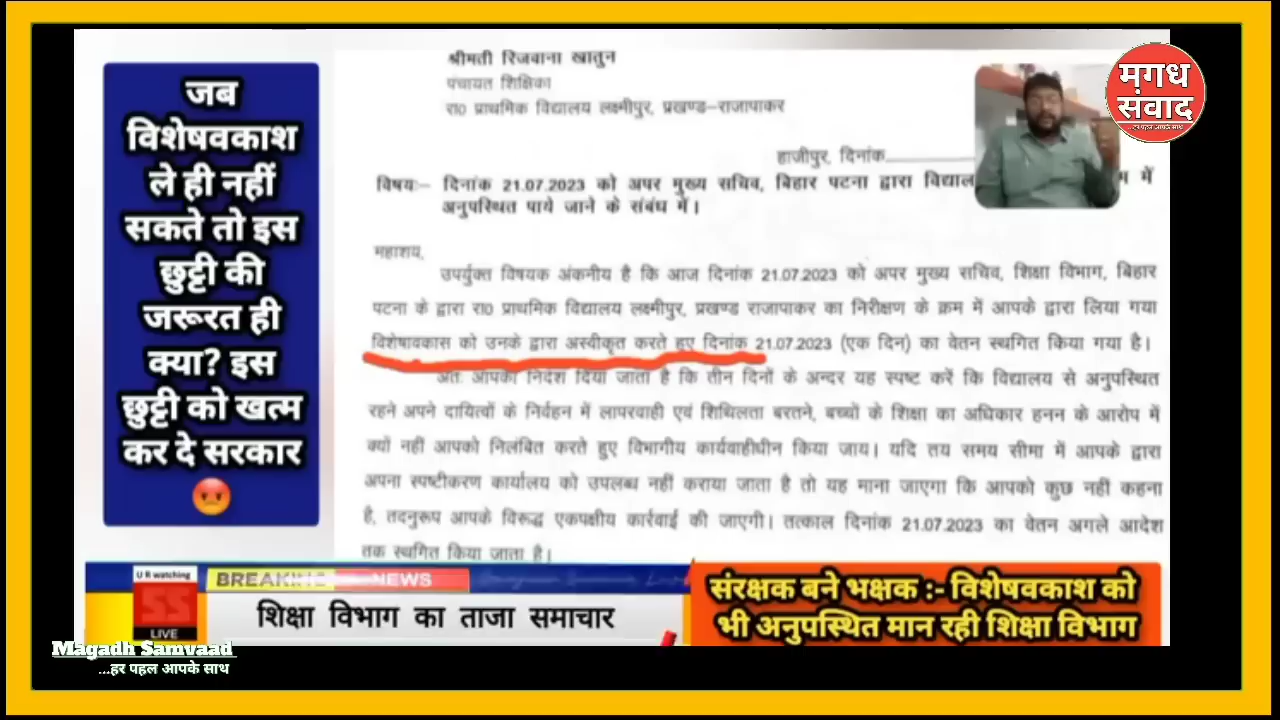 जब
विशेषवकाश
ले ही नहीं
सकते तो इस
छुट्टी की
जरूरत ही
क्या? इस
छुट्टी को खत्म
कर दे सरकार
श्रीमती रिजवाना खातुन
पंचायत शिक्षिका
रा० प्राथमिक विद्यालय लक्ष्मीपुर, प्रखण्ड–राजापाकर
हाजीपुर, दिनांक
विषयः– दिनांक 21.07.2023 को अपर मुख्य सचिव, बिहार पटना द्वारा में
अनुपस्थित पाये जाने के संबंध में।
महाशय,
उपर्युक्त विषयक अंकनीय है कि आज दिनांक 21.07.2023 को अपर मुख्य सचिव, शिक्षा विभाग, बिहार
पटना के द्वारा रा० प्राथमिक विद्यालय लक्ष्मीपुर, प्रखण्ड राजापाकर का निरीक्षण के क्रम में आपके द्वारा लिया गया
विशेषावकास को उनके द्वारा अस्वीकृत करते हुए दिनांक 21.07.2023 (एक दिन) का वेतन स्थगित किया गया है।
अतः आपको निदेश दिया जाता है कि तीन दिनों के अन्दर यह स्पष्ट करें कि विद्यालय से अनुपस्थित
रहने अपने दायित्वों के निर्वहन में लापरवाही एवं शिथिलता बरतने, बच्चों के शिक्षा का अधिकार हनन के आरोप में
क्यों नहीं आपको निलंबित करते हुए विभागीय कार्यवाहीधीन किया जाय। यदि तय समय सीमा में आपके द्वारा
अपना स्पष्टीकरण कार्यालय को उपलब्ध नहीं कराया जाता है तो यह माना जाएगा कि आपको कुछ नहीं कहना
है, तदनुरूप आपके विरूद्ध एकपक्षीय कार्रवाई की जाएगी। तत्काल दिनांक 21.07.2023 का वेतन अगले आदेश
तक स्थगित किया जाता है।
मगध
संवाद
...हर पहल आपके साथ
U R watching
SS
LIVE
BREAKING NEWS
शिक्षा विभाग का ताजा समाचार
संरक्षक बने भक्षक :- विशेषवकाश को
भी अनुपस्थित मान रही शिक्षा विभाग
Magadh Samvaad
...हर पहल आपके साथ